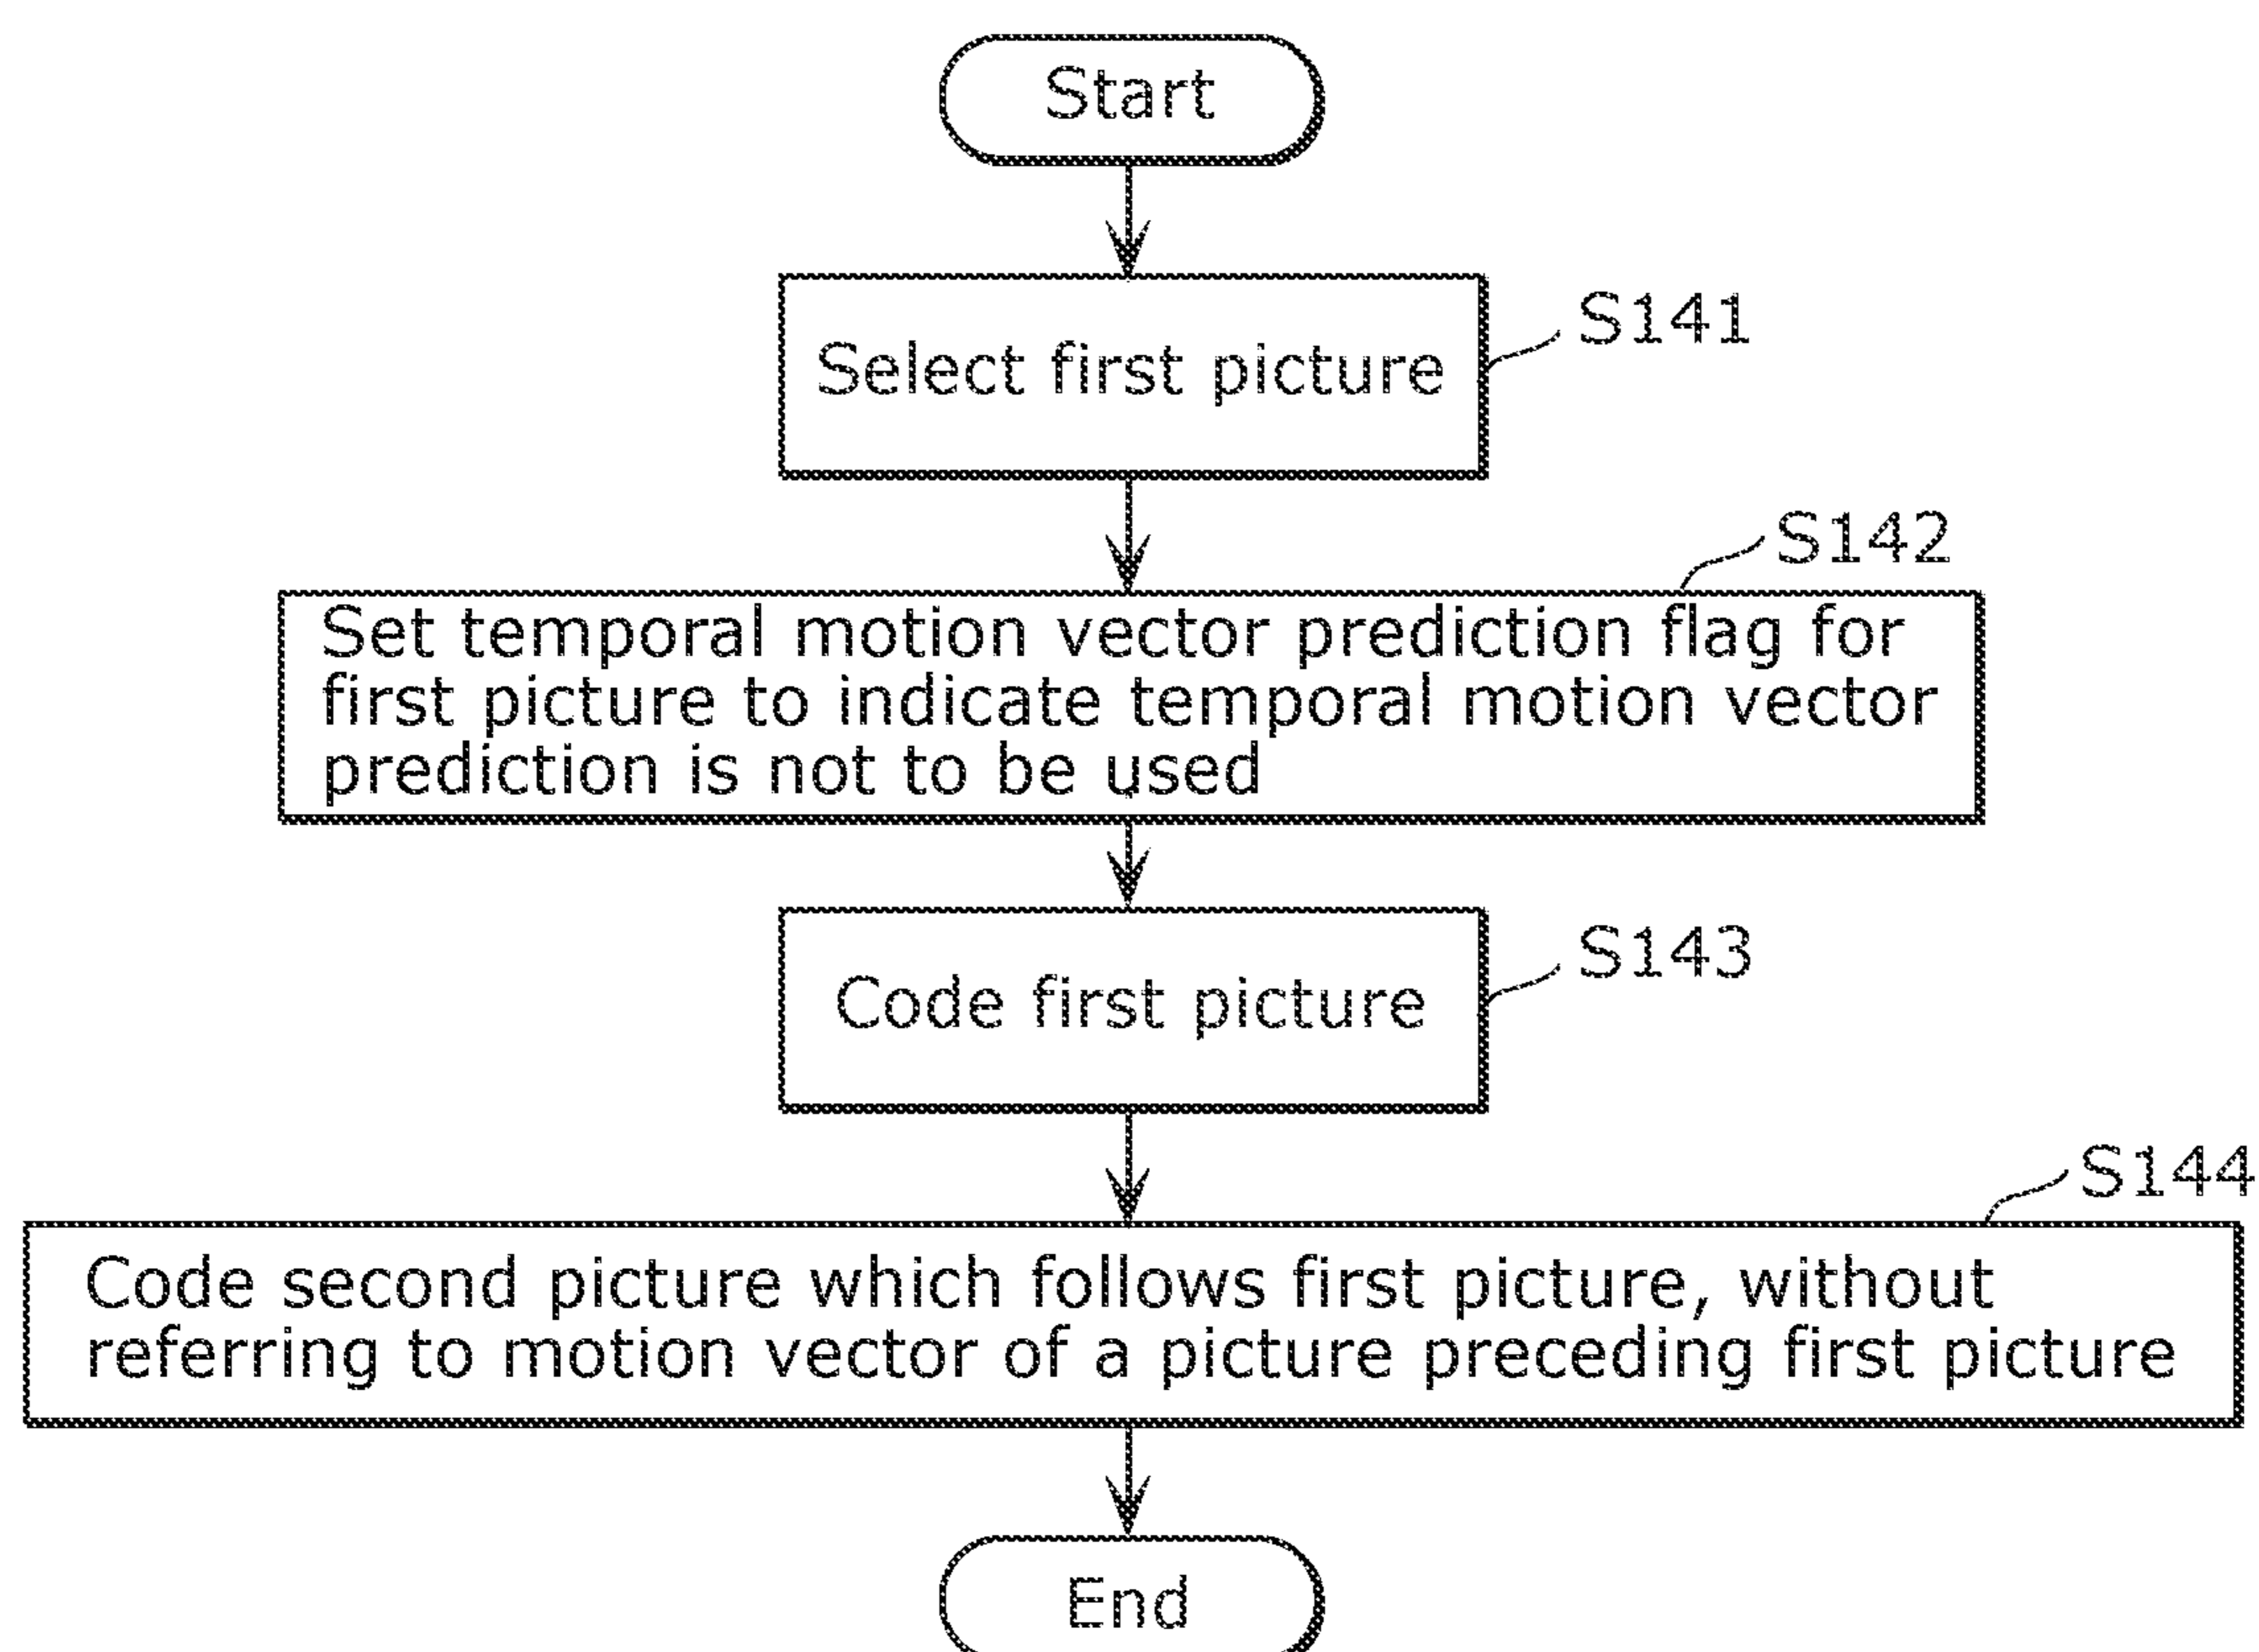 Start
S141
Select first picture
S142
Set temporal motion vector prediction flag for
first picture to indicate temporal motion vector
prediction is not to be used
S143
Code first picture
S144
Code second picture which follows first picture, without
referring to motion vector of a picture preceding first picture
End